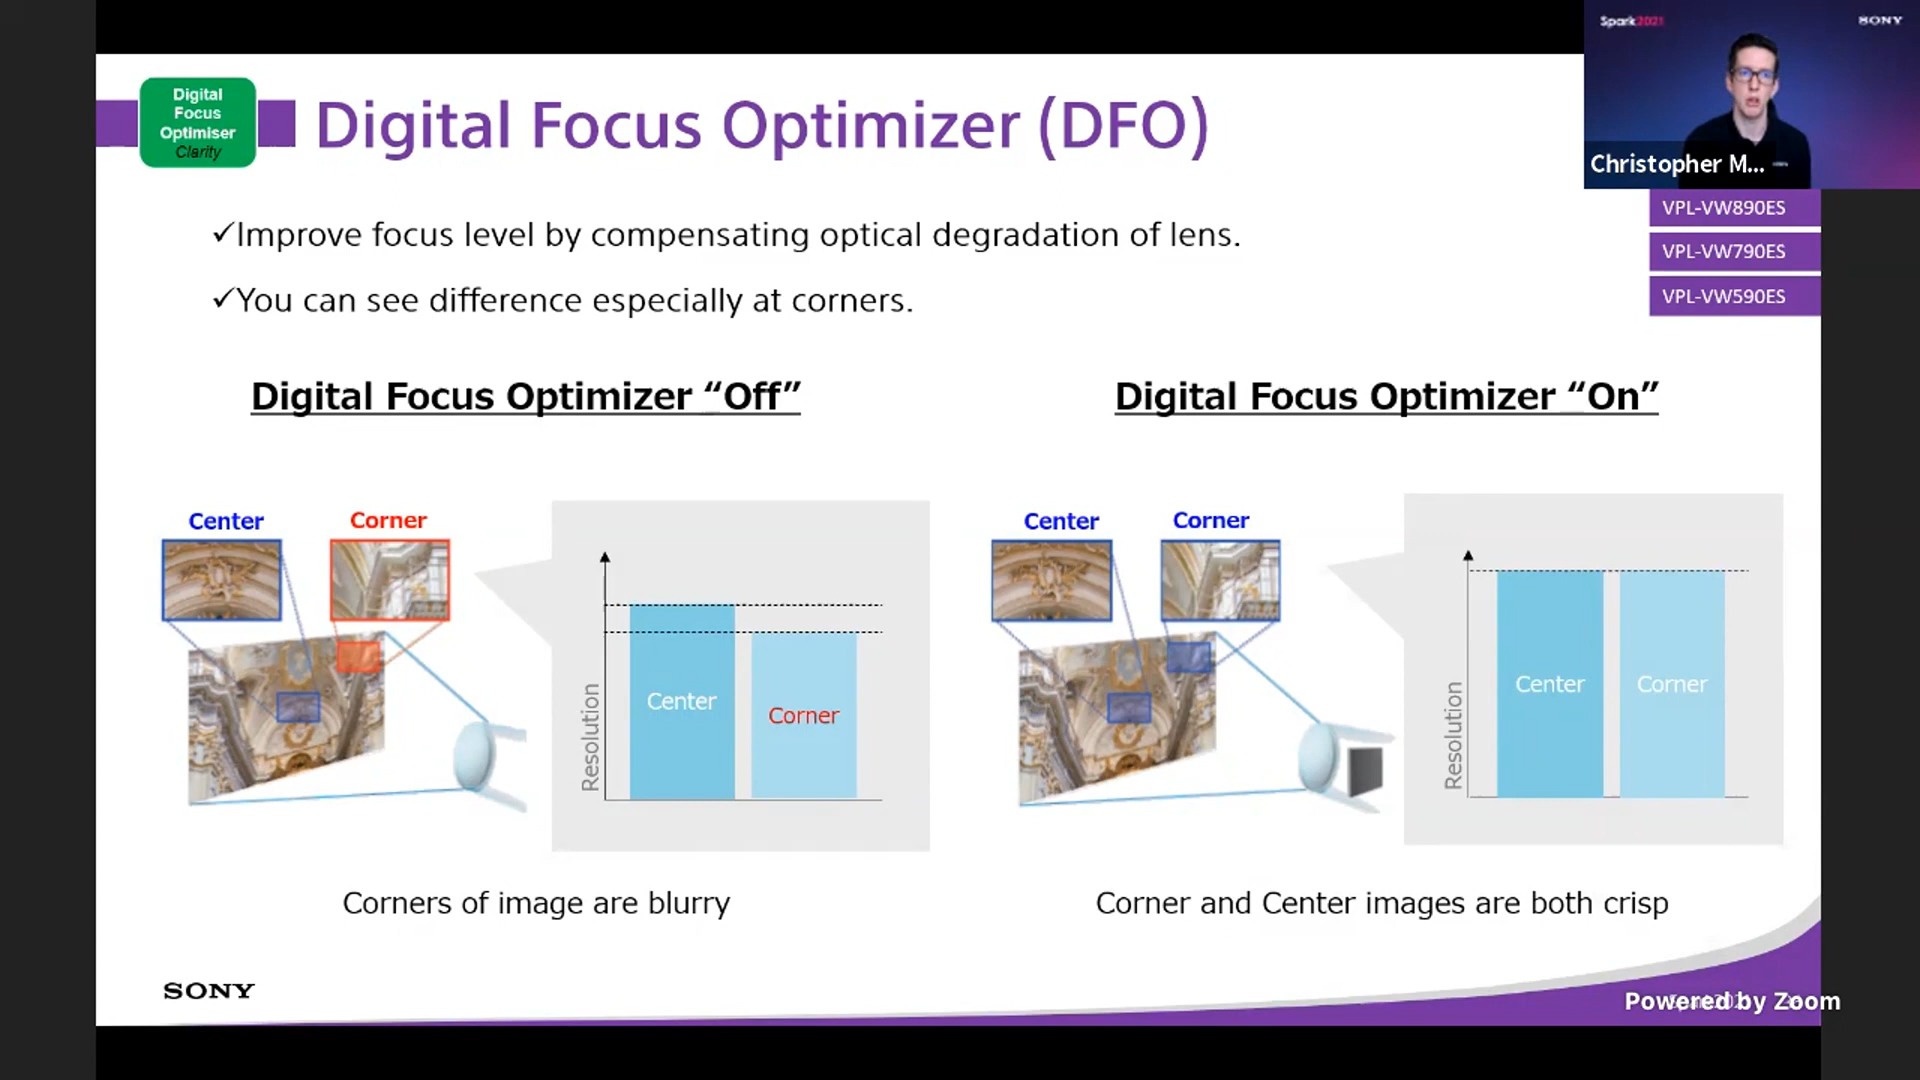 Spark2021
SONY
Christopher M...
Digital
Focus
Optimiser
Clarity
Digital Focus Optimizer (DFO)
VPL-VW890ES
VPL-VW790ES
VPL-VW590ES
✓Improve focus level by compensating optical degradation of lens.
✓You can see difference especially at corners.
Digital Focus Optimizer “Off”
Digital Focus Optimizer “On”
Center
Corner
Resolution
Center
Corner
Center
Corner
Resolution
Center
Corner
Corners of image are blurry
Corner and Center images are both crisp
SONY
Powered by Zoom